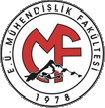 E.Ü. MÜHENDİSLİK FAKÜLTESİ
MF
1978